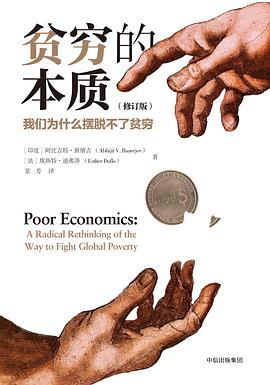 贫穷的
本质（修订版）
我们为什么摆脱不了贫穷
［印度］阿比吉特·班纳吉（Abhijit V. Banerjee）
［法］埃斯特·迪弗洛（Esther Duflo）
著
景芳 译
Poor Economics:
A Radical Rethinking of the
Way to Fight Global Poverty
中信出版集团